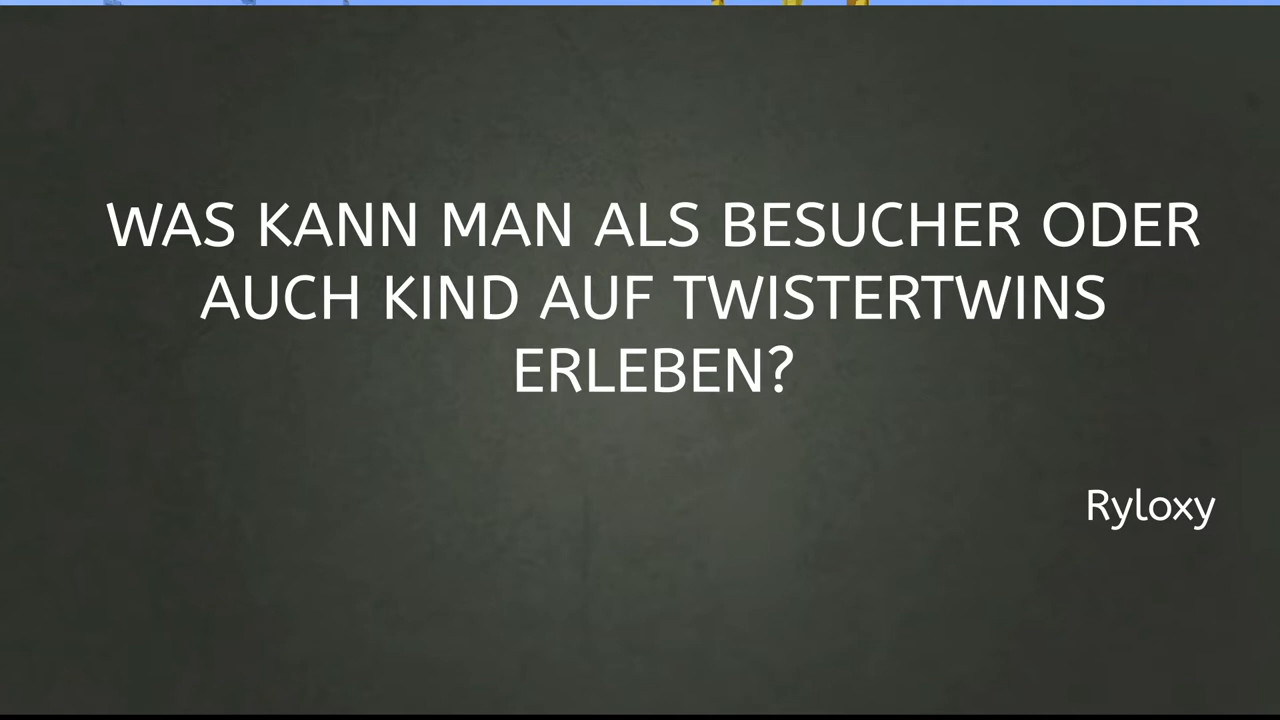 WAS KANN MAN ALS BESUCHER ODER
AUCH KIND AUF TWISTERTWINS
ERLEBEN?
Ryloxy